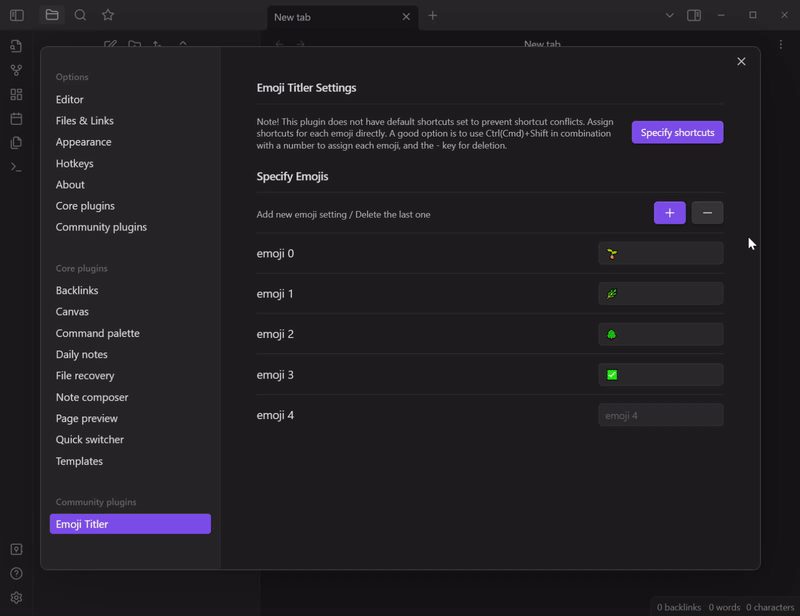 New tab
New tab
Options
Editor
Files & Links
Appearance
Hotkeys
About
Core plugins
Community plugins
Core plugins
Backlinks
Canvas
Command palette
Daily notes
File recovery
Note composer
Page preview
Quick switcher
Templates
Community plugins
Emoji Titler
Emoji Titler Settings
Note! This plugin does not have default shortcuts set to prevent shortcut conflicts. Assign
shortcuts for each emoji directly. A good option is to use Ctrl(Cmd)+Shift in combination
with a number to assign each emoji, and the - key for deletion.
Specify shortcuts
Specify Emojis
Add new emoji setting / Delete the last one
emoji 0
emoji 1
emoji 2
emoji 3
emoji 4
emoji 4
0 backlinks 0 words 0 characters